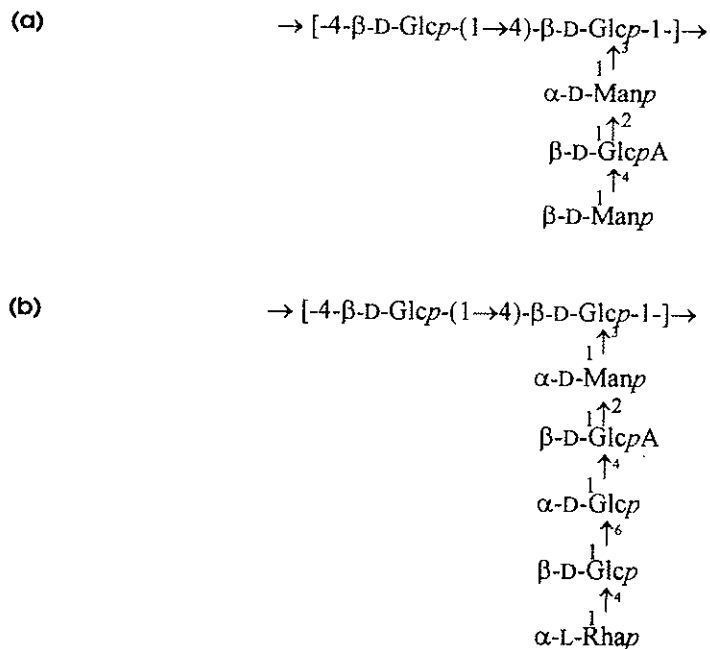 (a) → [-4-β-D-Glcp-(1→4)-β-D-Glcp-1-]→
1↑3
α-D-Manp
1↑2
β-D-GlcpA
1↑4
β-D-Manp
(b) → [-4-β-D-Glcp-(1→4)-β-D-Glcp-1-]→
1↑3
α-D-Manp
1↑2
β-D-GlcpA
1↑4
α-D-Glcp
1↑6
β-D-Glcp
1↑4
α-L-Rhap